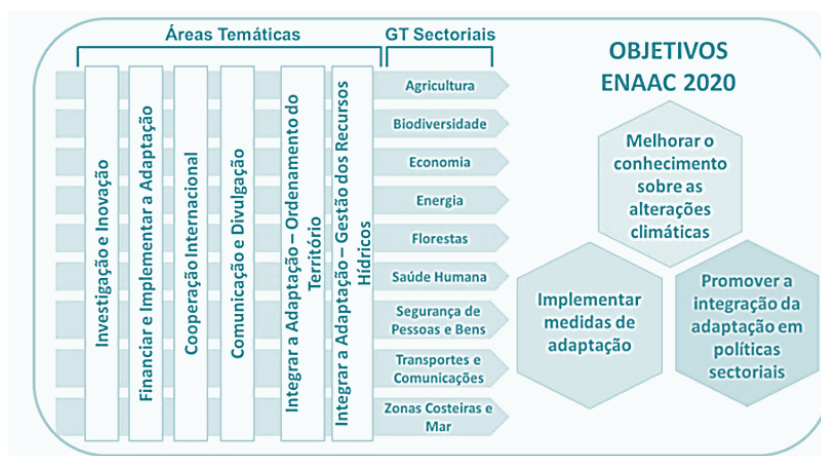 Áreas Temáticas
GT Sectoriais
Investigação e Inovação
Financiar e Implementar a Adaptação
Cooperação Internacional
Comunicação e Divulgação
Integrar a Adaptação – Ordenamento do
Território
Integrar a Adaptação – Gestão dos Recursos
Hídricos
Agricultura
Biodiversidade
Economia
Energia
Florestas
Saúde Humana
Segurança de
Pessoas e Bens
Transportes e
Comunicações
Zonas Costeiras e
Mar
OBJETIVOS
ENAAC 2020
Melhorar o
conhecimento
sobre as
alterações
climáticas
Implementar
medidas de
adaptação
Promover a
integração da
adaptação em
políticas
sectoriais